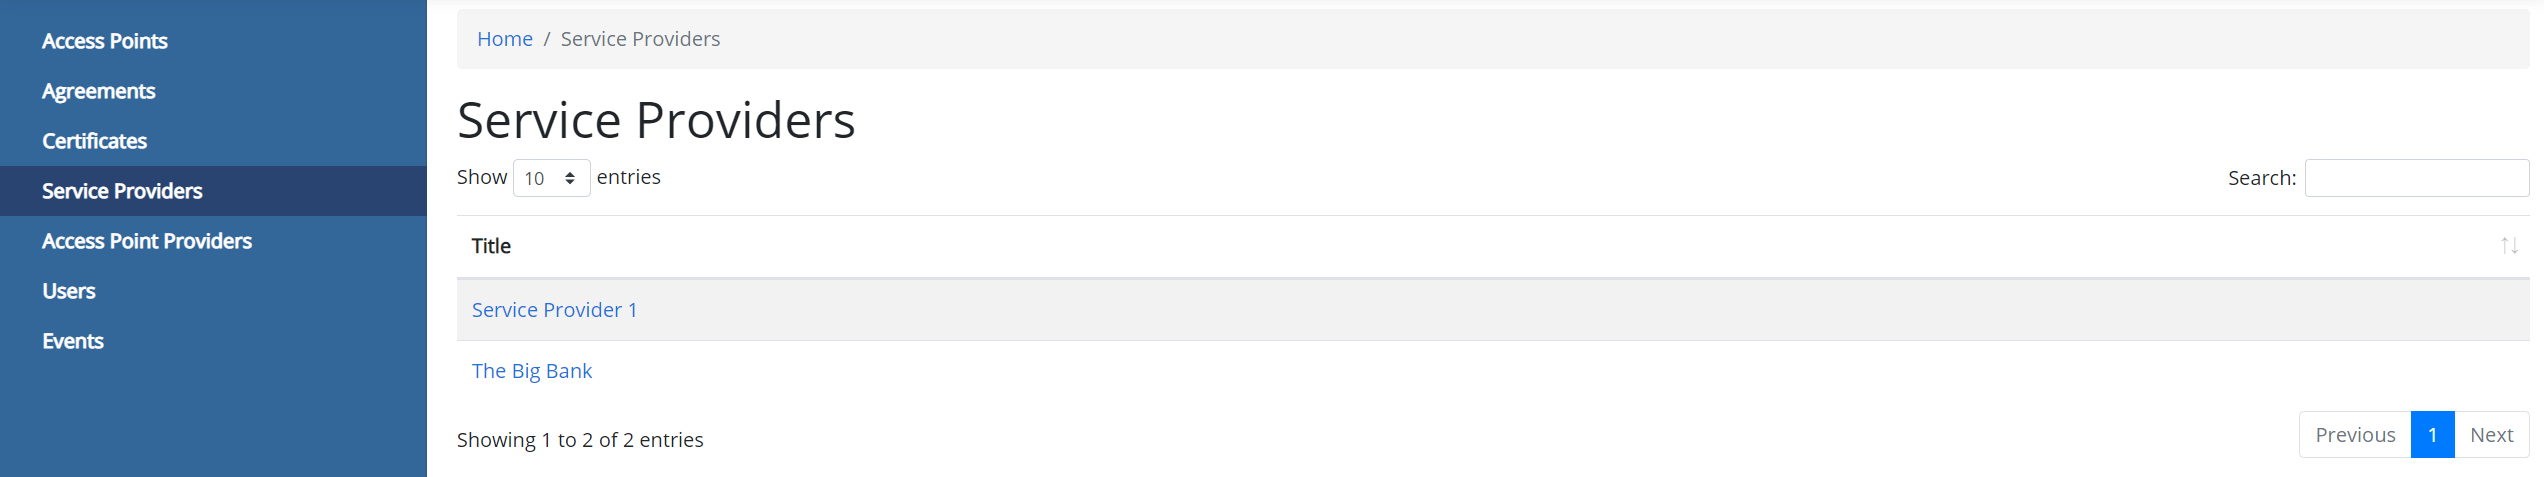 Access Points
Agreements
Certificates
Service Providers
Access Point Providers
Users
Events
Home / Service Providers
Service Providers
Show 10 entries
Search:
Title
Service Provider 1
The Big Bank
Showing 1 to 2 of 2 entries
Previous 1 Next